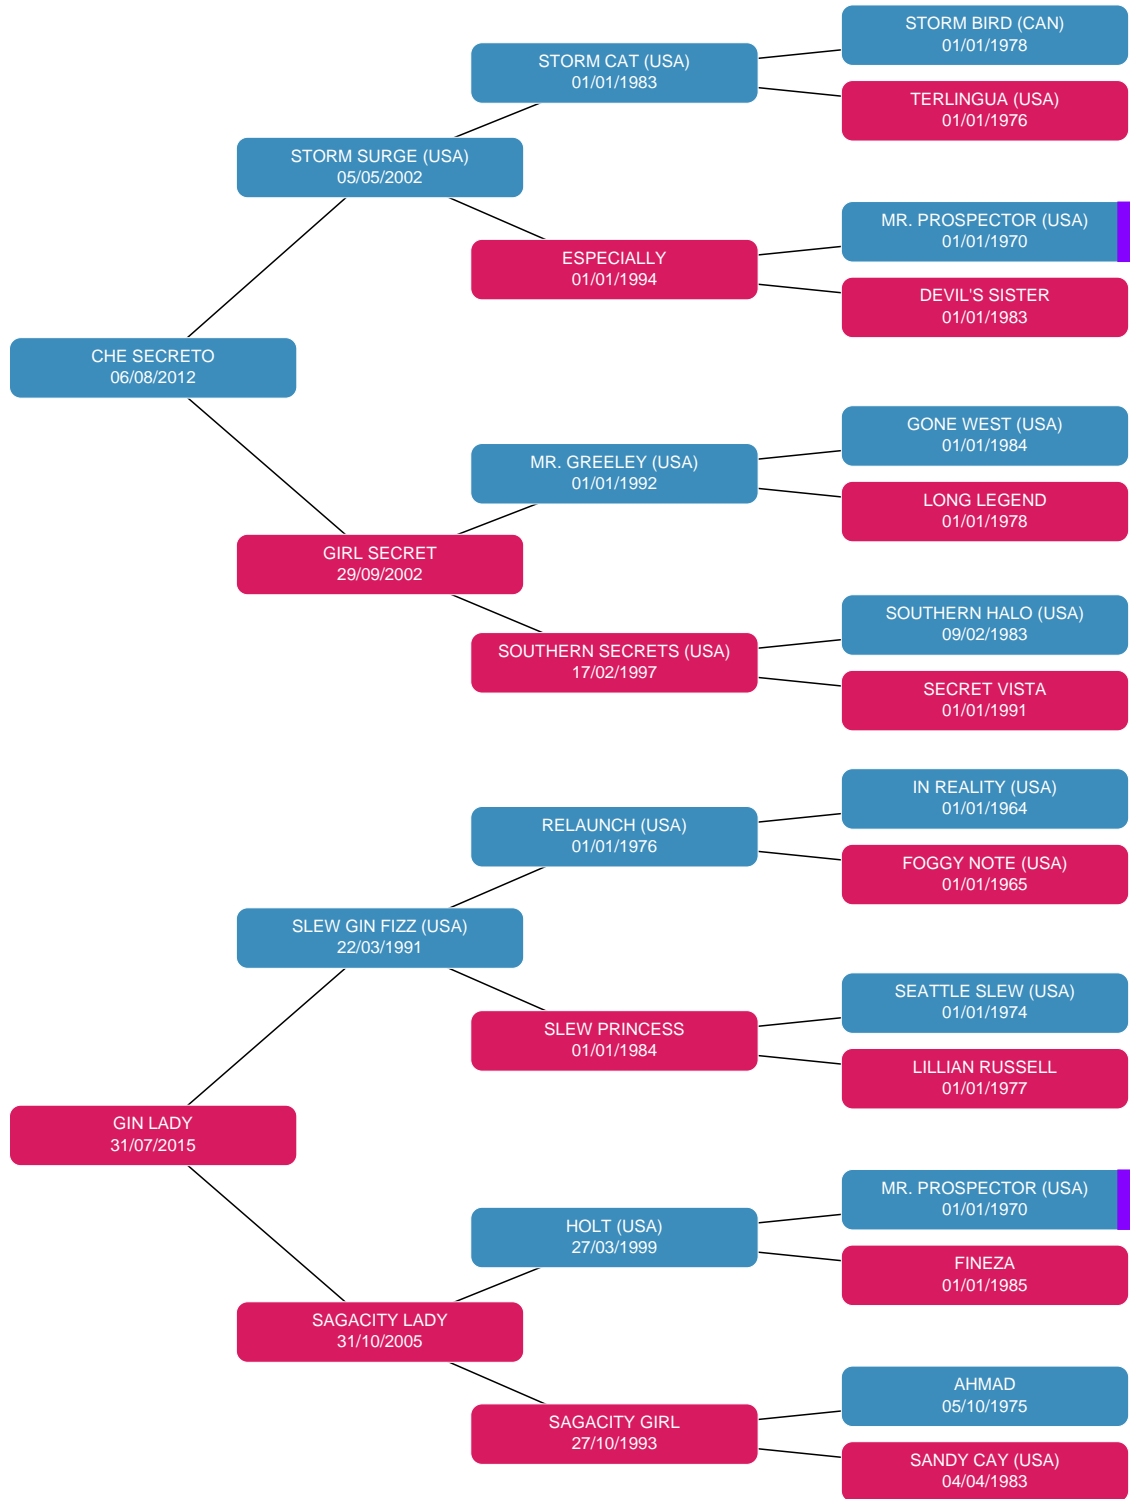 STORM BIRD (CAN)
01/01/1978
STORM CAT (USA)
01/01/1983
TERLINGUA (USA)
01/01/1976
STORM SURGE (USA)
05/05/2002
MR. PROSPECTOR (USA)
01/01/1970
ESPECIALLY
01/01/1994
DEVIL'S SISTER
01/01/1983
CHE SECRETO
06/08/2012
GONE WEST (USA)
01/01/1984
MR. GREELEY (USA)
01/01/1992
LONG LEGEND
01/01/1978
GIRL SECRET
29/09/2002
SOUTHERN HALO (USA)
09/02/1983
SOUTHERN SECRETS (USA)
17/02/1997
SECRET VISTA
01/01/1991
IN REALITY (USA)
01/01/1964
RELAUNCH (USA)
01/01/1976
FOGGY NOTE (USA)
01/01/1965
SLEW GIN FIZZ (USA)
22/03/1991
SEATTLE SLEW (USA)
01/01/1974
SLEW PRINCESS
01/01/1984
LILLIAN RUSSELL
01/01/1977
GIN LADY
31/07/2015
MR. PROSPECTOR (USA)
01/01/1970
HOLT (USA)
27/03/1999
FINEZA
01/01/1985
SAGACITY LADY
31/10/2005
AHMAD
05/10/1975
SAGACITY GIRL
27/10/1993
SANDY CAY (USA)
04/04/1983